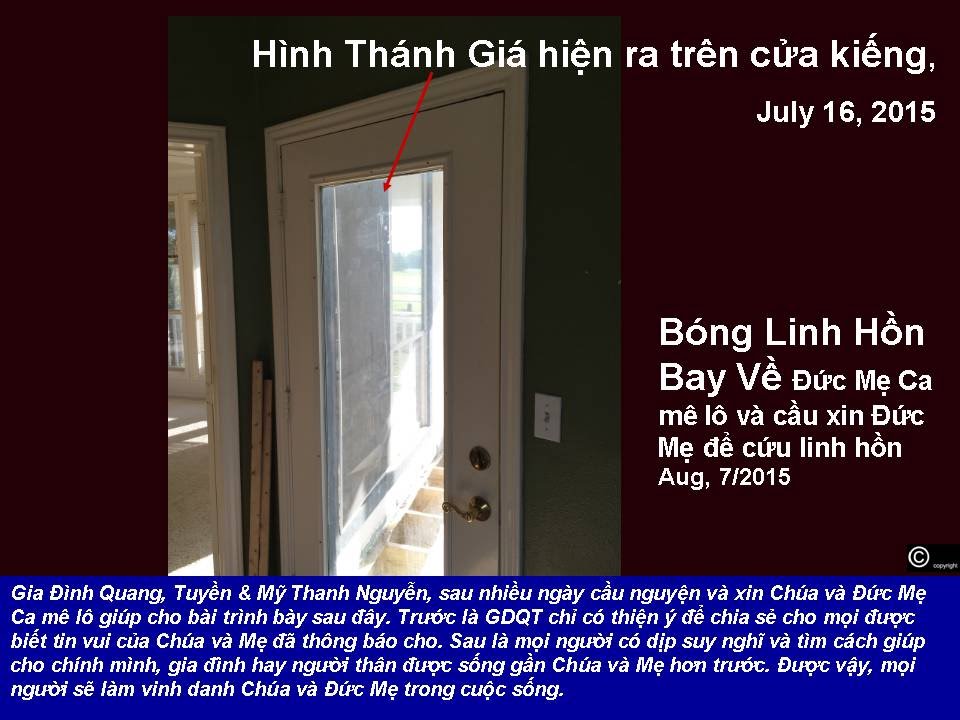 Hình Thánh Giá hiện ra trên cửa kiếng,
July 16, 2015
Bóng Linh Hồn
Bay Về Đức Mẹ Ca
mê lô và cầu xin Đức
Mẹ để cứu linh hồn
Aug, 7/2015
© copyright
Gia Đình Quang, Tuyền & Mỹ Thanh Nguyễn, sau nhiều ngày cầu nguyện và xin Chúa và Đức Mẹ
Ca mê lô giúp cho bài trình bày sau đây. Trước là GDQT chỉ có thiện ý để chia sẻ cho mọi được
biết tin vui của Chúa và Mẹ đã thông báo cho. Sau là mọi người có dịp suy nghĩ và tìm cách giúp
cho chính mình, gia đình hay người thân được sống gần Chúa và Mẹ hơn trước. Được vậy, mọi
người sẽ làm vinh danh Chúa và Đức Mẹ trong cuộc sống.